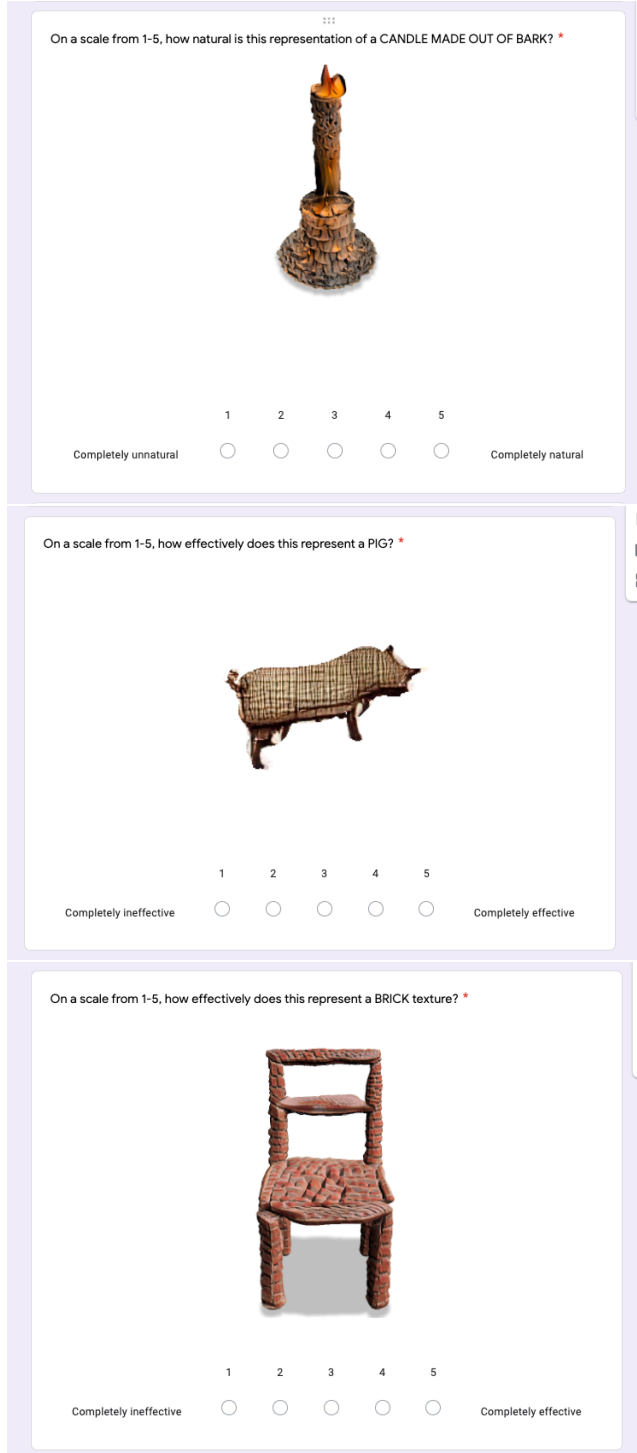 On a scale from 1-5, how natural is this representation of a CANDLE MADE OUT OF BARK? *
1 2 3 4 5
Completely unnatural Completely natural
On a scale from 1-5, how effectively does this represent a PIG? *
1 2 3 4 5
Completely ineffective Completely effective
On a scale from 1-5, how effectively does this represent a BRICK texture? *
1 2 3 4 5
Completely ineffective Completely effective